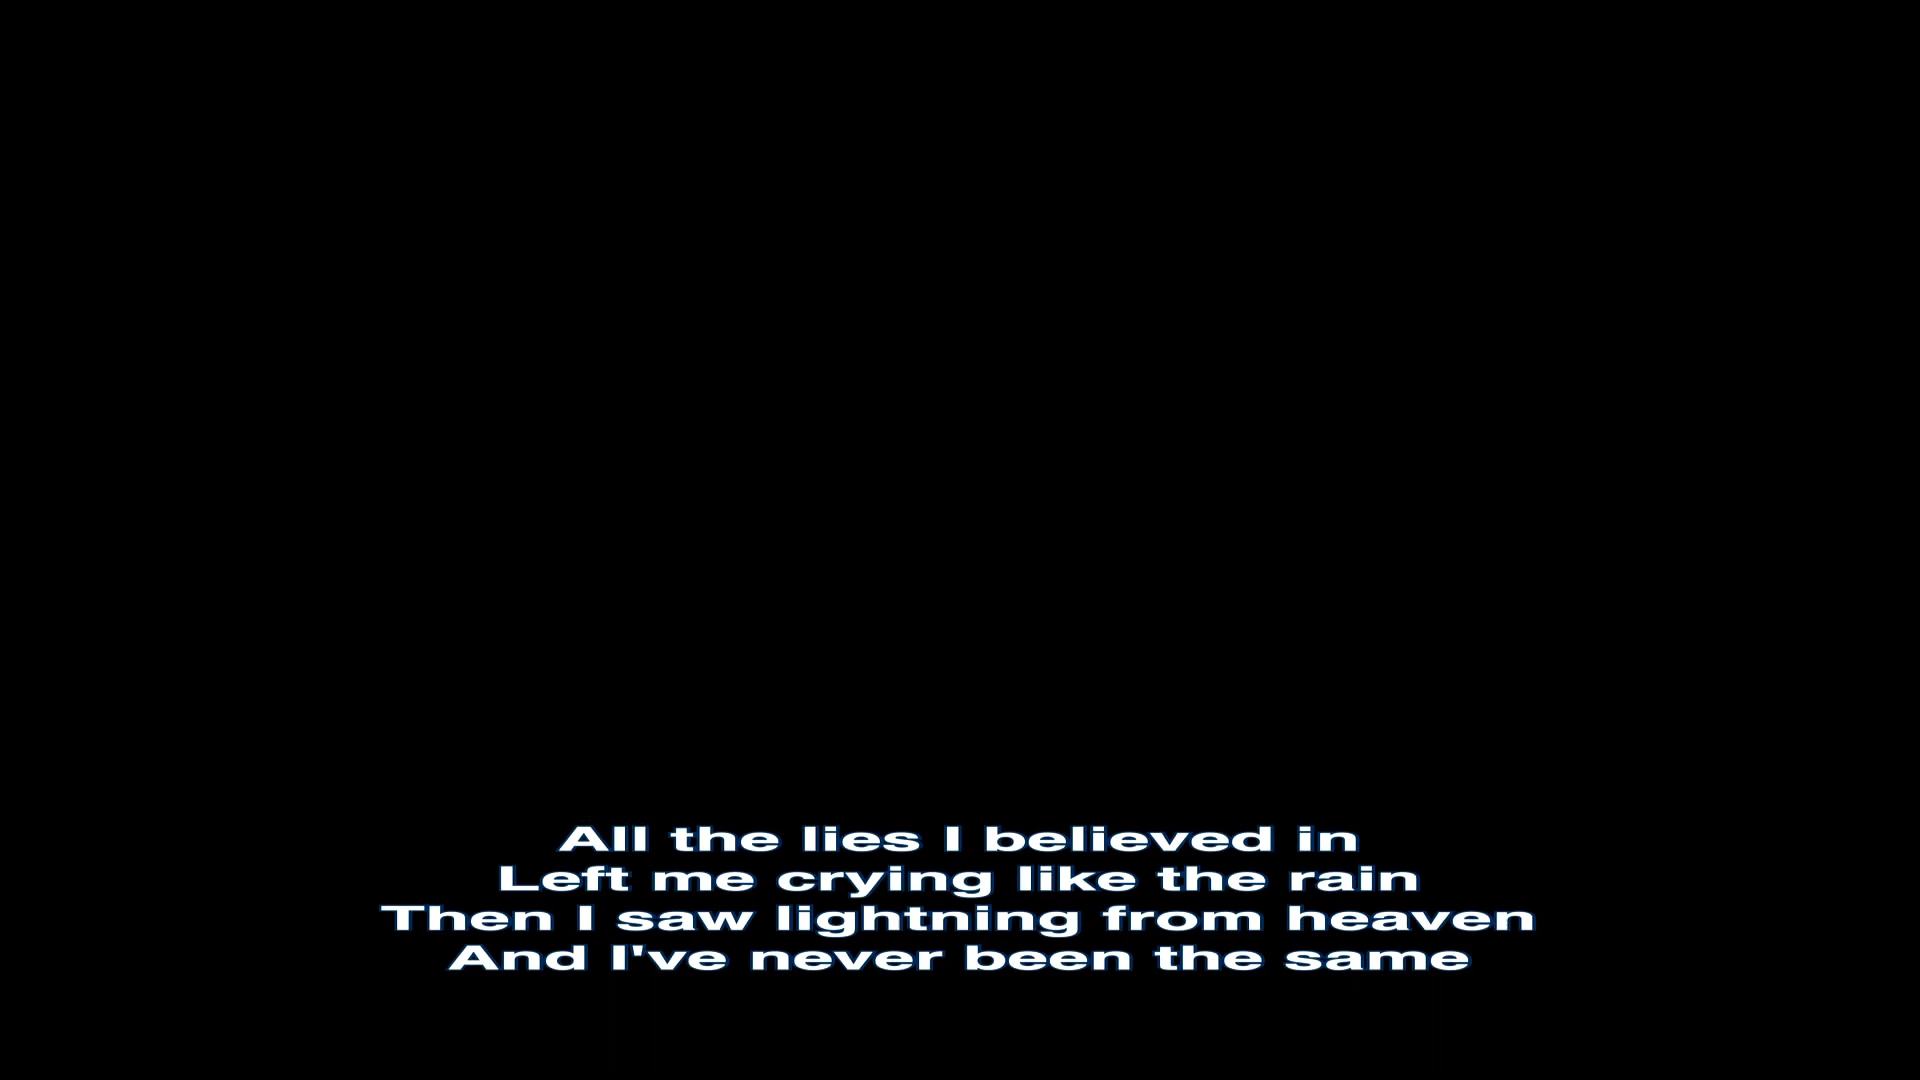 All the lies I believed in
Left me crying like the rain
Then I saw lightning from heaven
And I've never been the same